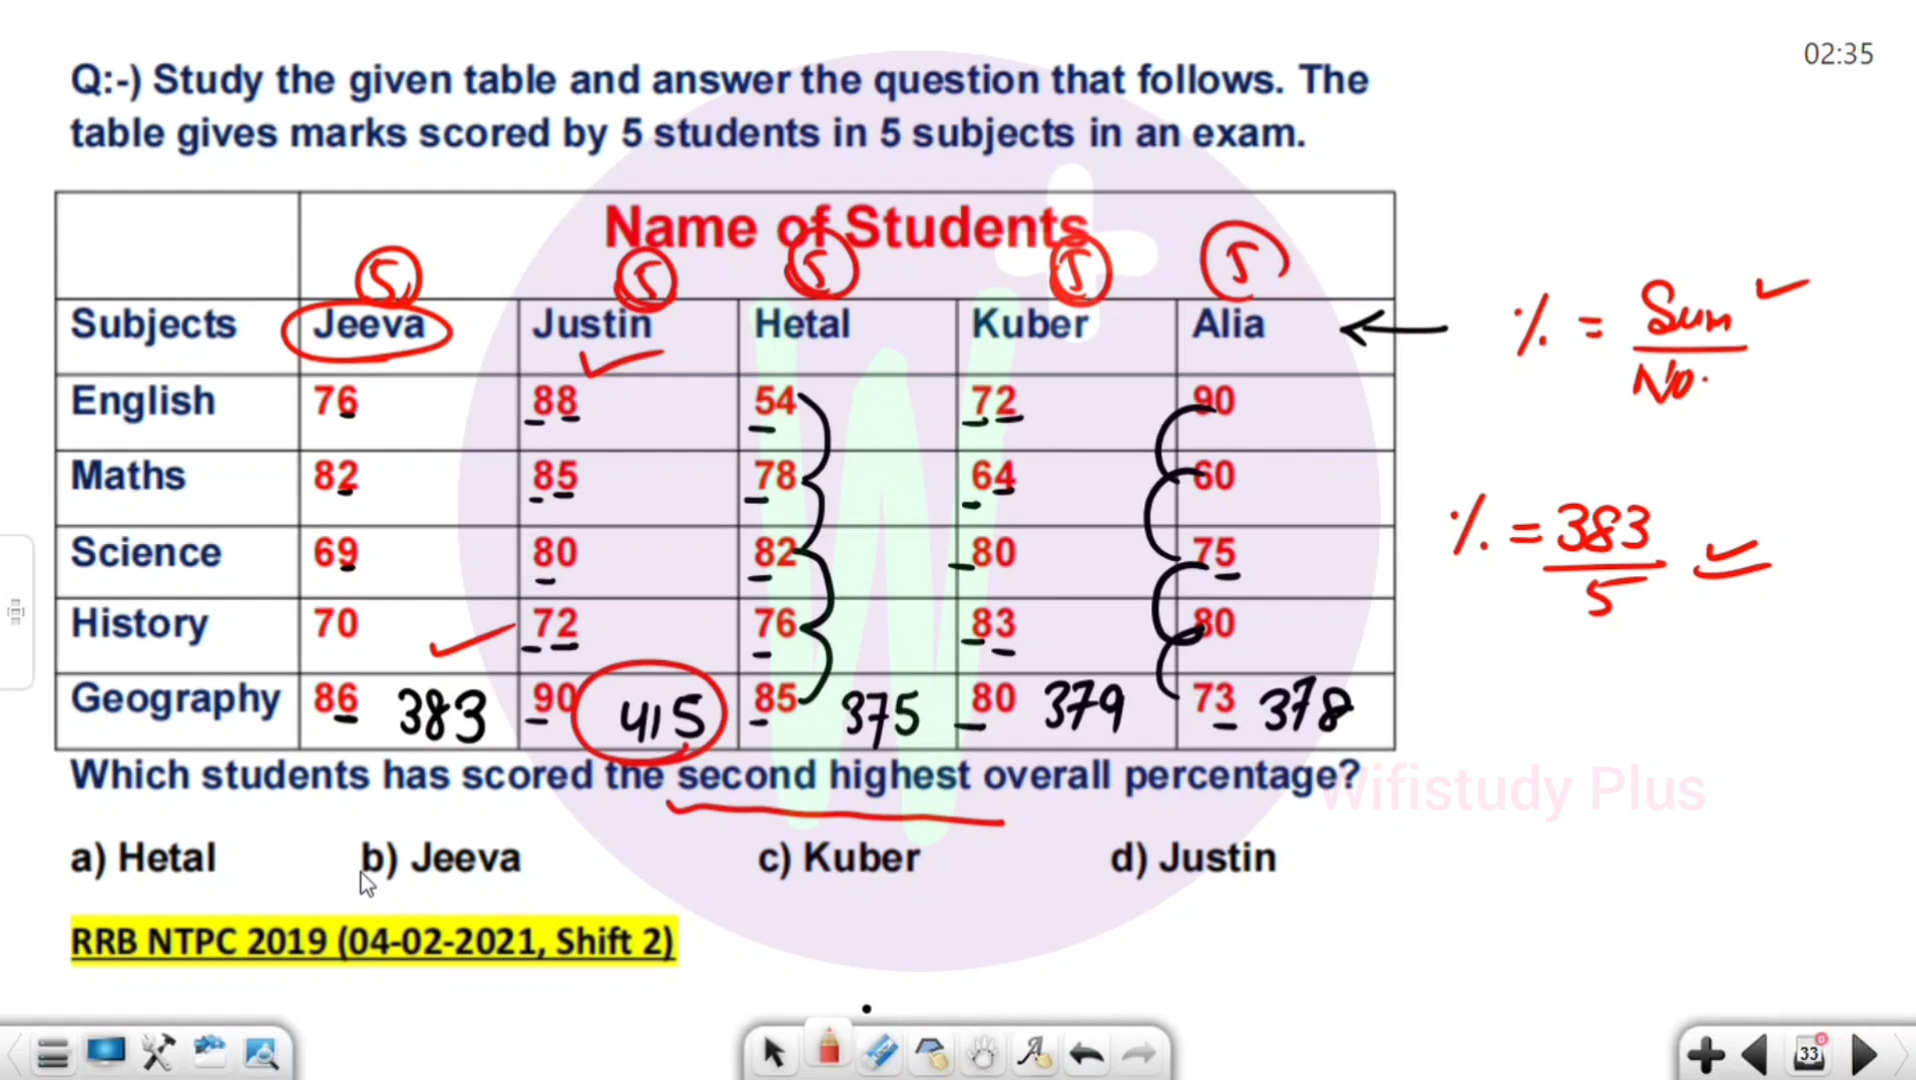 02:35
Q:-) Study the given table and answer the question that follows. The
table gives marks scored by 5 students in 5 subjects in an exam.
Name of Students
5 5 5 5 5
Subjects Jeeva Justin Hetal Kuber Alia
% = Sum
No.
English 76 88 54 72 90
Maths 82 85 78 64 60
Science 69 80 82 80 75
% = 383
5
History 70 72 76 83 80
Geography 86 383 90 415 85 375 80 379 73 378
Which students has scored the second highest overall percentage?
Wifistudy Plus
a) Hetal b) Jeeva c) Kuber d) Justin
RRB NTPC 2019 (04-02-2021, Shift 2)
33